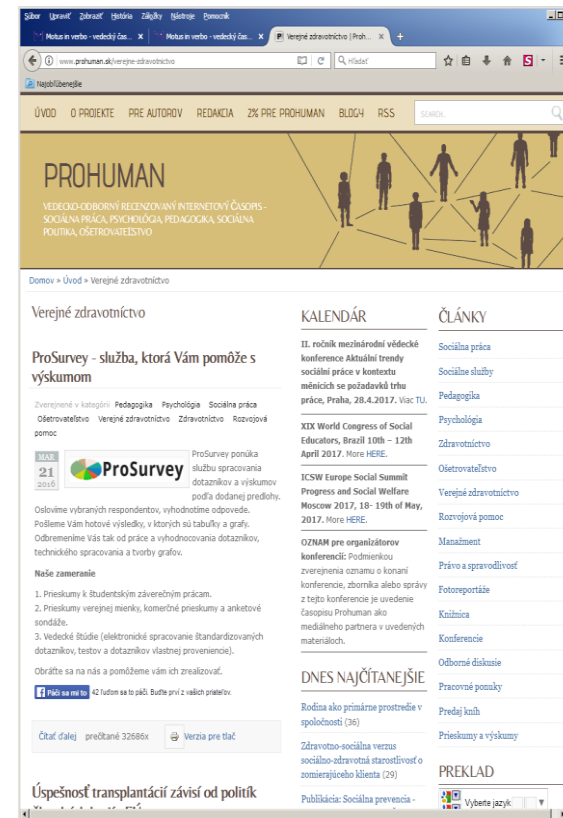 Súbor Upraviť Zobraziť História Záložky Nástroje Pomocník
Motus in verbo - vedecký čas... X
Motus in verbo - vedecký čas... X
Verejné zdravotníctvo | Proh... X +
www.prohuman.sk/verejne-zdravotnictvo
Hľadať
Najobľúbenejšie
ÚVOD O PROJEKTE PRE AUTOROV REDAKCIA 2% PRE PROHUMAN BLOGY RSS
SEARCH..
PROHUMAN
VEDECKO-ODBORNÝ RECENZOVANÝ INTERNETOVÝ ČASOPIS -
SOCIÁLNA PRÁCA, PSYCHOLÓGIA, PEDAGOGIKA, SOCIÁLNA
POLITIKA, OŠETROVATEĽSTVO
Domov » Úvod » Verejné zdravotníctvo
Verejné zdravotníctvo
ProSurvey - služba, ktorá Vám pomôže s
výskumom
Zverejnené v kategórii Pedagogika Psychológia Sociálna práca
Ošetrovateľstvo Verejné zdravotníctvo Zdravotníctvo Rozvojová
pomoc
MAR
21
2016
ProSurvey
ProSurvey ponúka
službu spracovania
dotazníkov a výskumov
podľa dodanej predlohy.
Oslovíme vybraných respondentov, vyhodnotíme odpovede.
Pošleme Vám hotové výsledky, v ktorých sú tabuľky a grafy.
Odbremeníme Vás tak od práce a vyhodnocovania dotazníkov,
technického spracovania a tvorby grafov.
Naše zameranie
1. Prieskumy k študentským záverečným prácam.
2. Prieskumy verejnej mienky, komerčné prieskumy a anketové
sondáže.
3. Vedecké štúdie (elektronické spracovanie štandardizovaných
dotazníkov, testov a dotazníkov vlastnej proveniencie).
Obráťte sa na nás a pomôžeme vám ich zrealizovať.
Páči sa mi to 42 ľuďom sa to páči. Buďte prví z vašich priateľov.
Čítať ďalej prečítané 32686x Verzia pre tlač
Úspešnosť transplantácií závisí od politík
KALENDÁR
II. ročník mezinárodní vědecké
konference Aktuální trendy
sociální práce v kontextu
měnících se požadavků trhu
práce, Praha, 28.4.2017. Viac TU.
XIX World Congress of Social
Educators, Brazil 10th – 12th
April 2017. More HERE.
ICSW Europe Social Summit
Progress and Social Welfare
Moscow 2017, 18- 19th of May,
2017. More HERE.
OZNAM pre organizátorov
konferencií: Podmienkou
zverejnenia oznamu o konaní
konferencie, zborníka alebo správy
z tejto konferencie je uvedenie
časopisu Prohuman ako
mediálneho partnera v uvedených
materiáloch.
DNES NAJČÍTANEJŠIE
Rodina ako primárne prostredie v
spoločnosti (36)
Zdravotno-sociálna verzus
sociálno-zdravotná starostlivosť o
zomierajúceho klienta (29)
Publikácia: Sociálna prevencia -
ČLÁNKY
Sociálna práca
Sociálne služby
Pedagogika
Psychológia
Zdravotníctvo
Ošetrovateľstvo
Verejné zdravotníctvo
Rozvojová pomoc
Manažment
Právo a spravodlivosť
Fotoreportáže
Knižnica
Konferencie
Odborné diskusie
Pracovné ponuky
Predaj kníh
Prieskumy a výskumy
PREKLAD
Vyberte jazyk